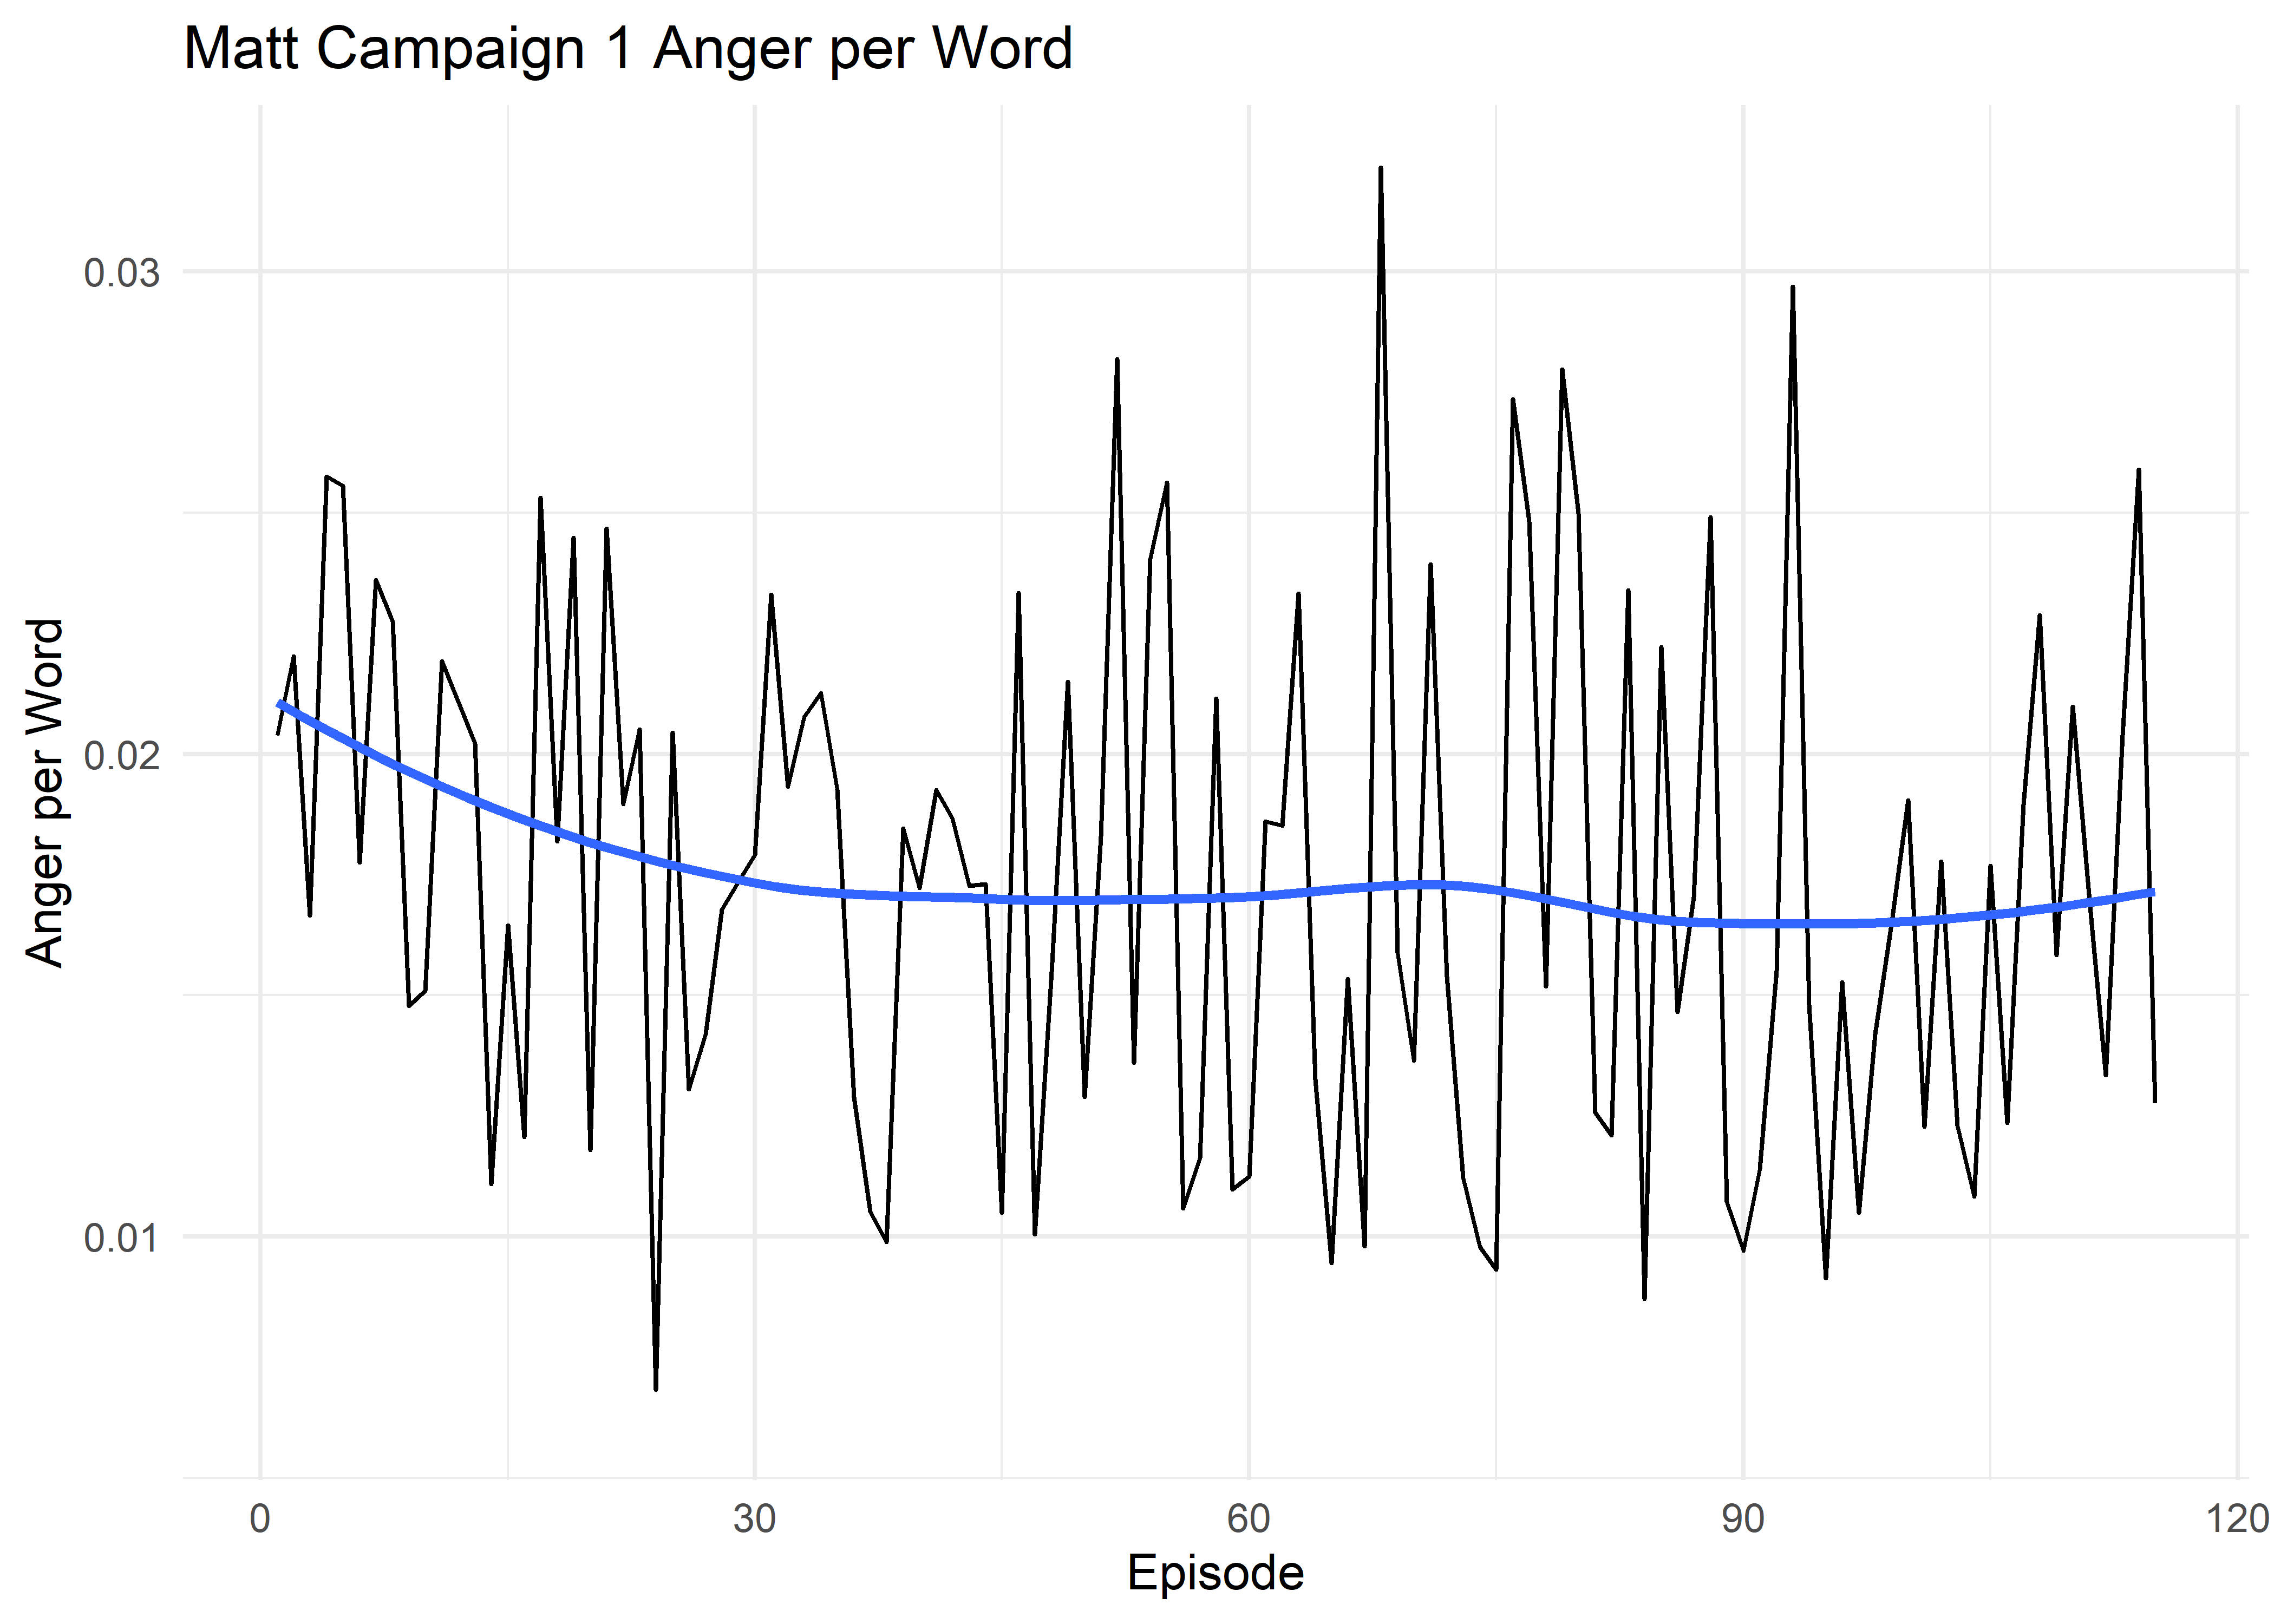 Matt Campaign 1 Anger per Word
Anger per Word
0.03
0.02
0.01
0 30 60 90 120
Episode